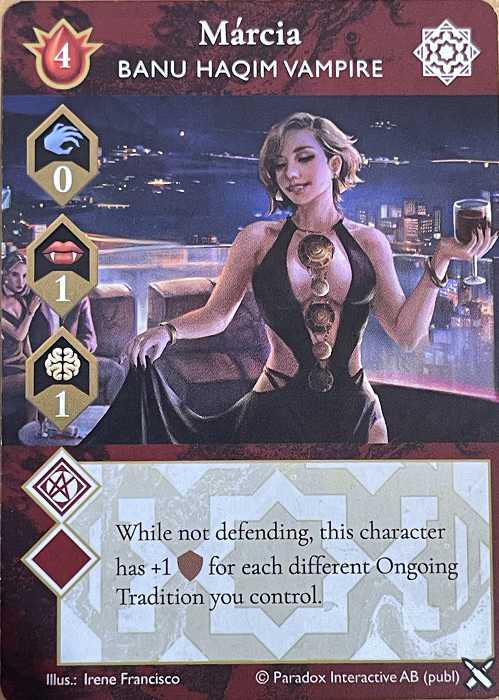 4
Márcia
BANU HAQIM VAMPIRE
0
1
1
While not defending, this character
has +1 for each different Ongoing
Tradition you control.
Illus.: Irene Francisco
© Paradox Interactive AB (publ)